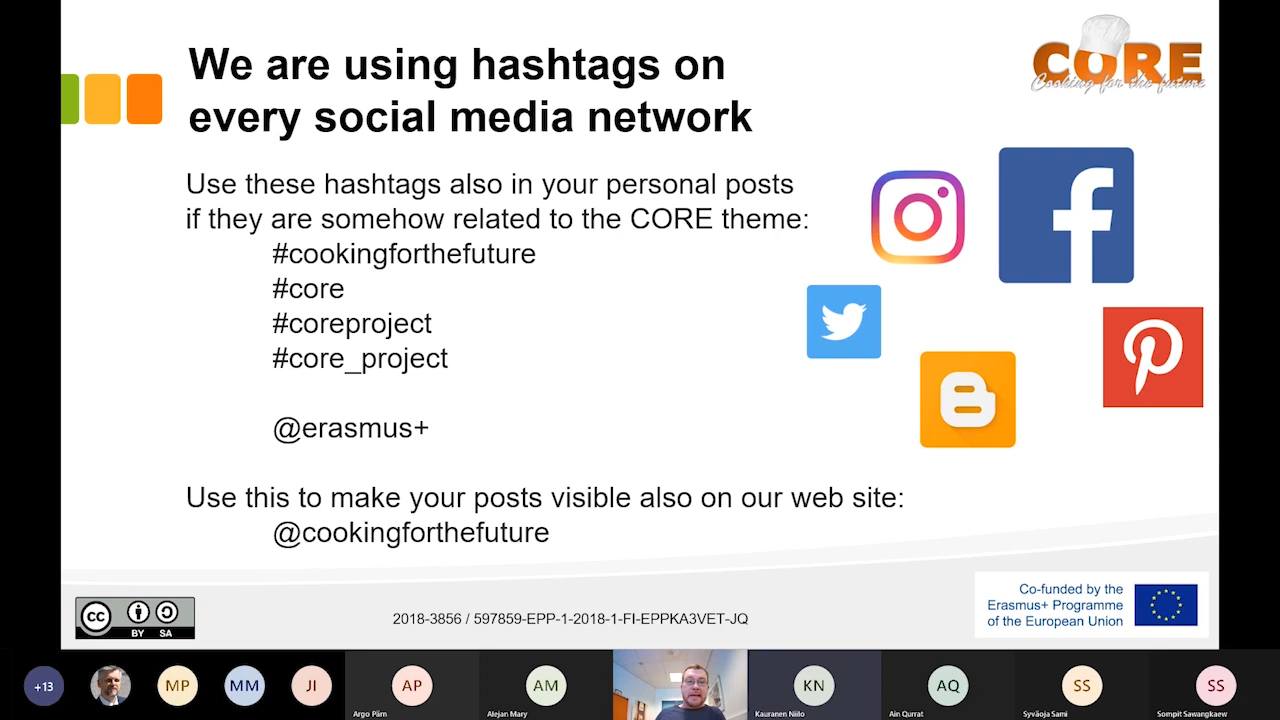 We are using hashtags on
every social media network
CORE
Cooking for the future
Use these hashtags also in your personal posts
if they are somehow related to the CORE theme:
#cookingforthefuture
#core
#coreproject
#core_project
@erasmus+
Use this to make your posts visible also on our web site:
@cookingforthefuture
cc
BY SA
2018-3856 / 597859-EPP-1-2018-1-FI-EPPKA3VET-JQ
Co-funded by the
Erasmus+ Programme
of the European Union
+13
MP
MM
JI
AP
Argo Pärn
AM
Alejan Mary
KN
Kauranen Niilo
AQ
Ain Qurrat
SS
Syväoja Sami
SS
Sompit Sawangkaew